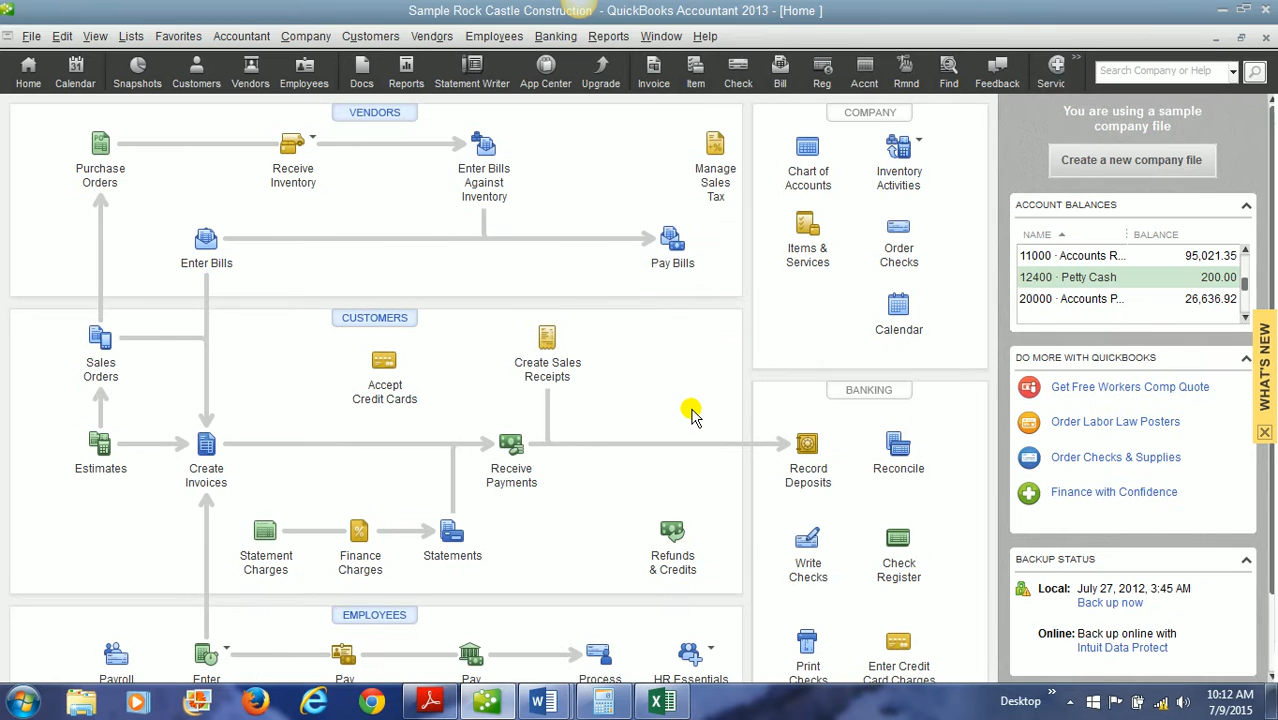 Sample Rock Castle Construction - QuickBooks Accountant 2013 - [Home ]
File Edit View Lists Favorites Accountant Company Customers Vendors Employees Banking Reports Window Help
Home Calendar Snapshots Customers Vendors Employees Docs Reports Statement Writer App Center Upgrade Invoice Item Check Bill Reg Accnt Rmnd Find Feedback Servic
Search Company or Help
VENDORS
Purchase
Orders
Receive
Inventory
Enter Bills
Against
Inventory
Manage
Sales
Tax
Enter Bills
Pay Bills
CUSTOMERS
Sales
Orders
Accept
Credit Cards
Create Sales
Receipts
Estimates
Create
Invoices
Receive
Payments
Statement
Charges
Finance
Charges
Statements
Refunds
& Credits
EMPLOYEES
Payroll
Enter
Pay
Pay
Process
HR Essentials
COMPANY
Chart of
Accounts
Inventory
Activities
Items &
Services
Order
Checks
Calendar
BANKING
Record
Deposits
Reconcile
Write
Checks
Check
Register
Print
Checks
Enter Credit
Card
You are using a sample
company file
Create a new company file
ACCOUNT BALANCES
NAME BALANCE
11000 · Accounts R... 95,021.35
12400 · Petty Cash 200.00
20000 · Accounts P... 26,636.92
DO MORE WITH QUICKBOOKS
Get Free Workers Comp Quote
Order Labor Law Posters
Order Checks & Supplies
Finance with Confidence
BACKUP STATUS
Local: July 27, 2012, 3:45 AM
Back up now
Online: Back up online with
Intuit Data Protect
WHAT'S NEW
Desktop
10:12 AM
7/9/2015